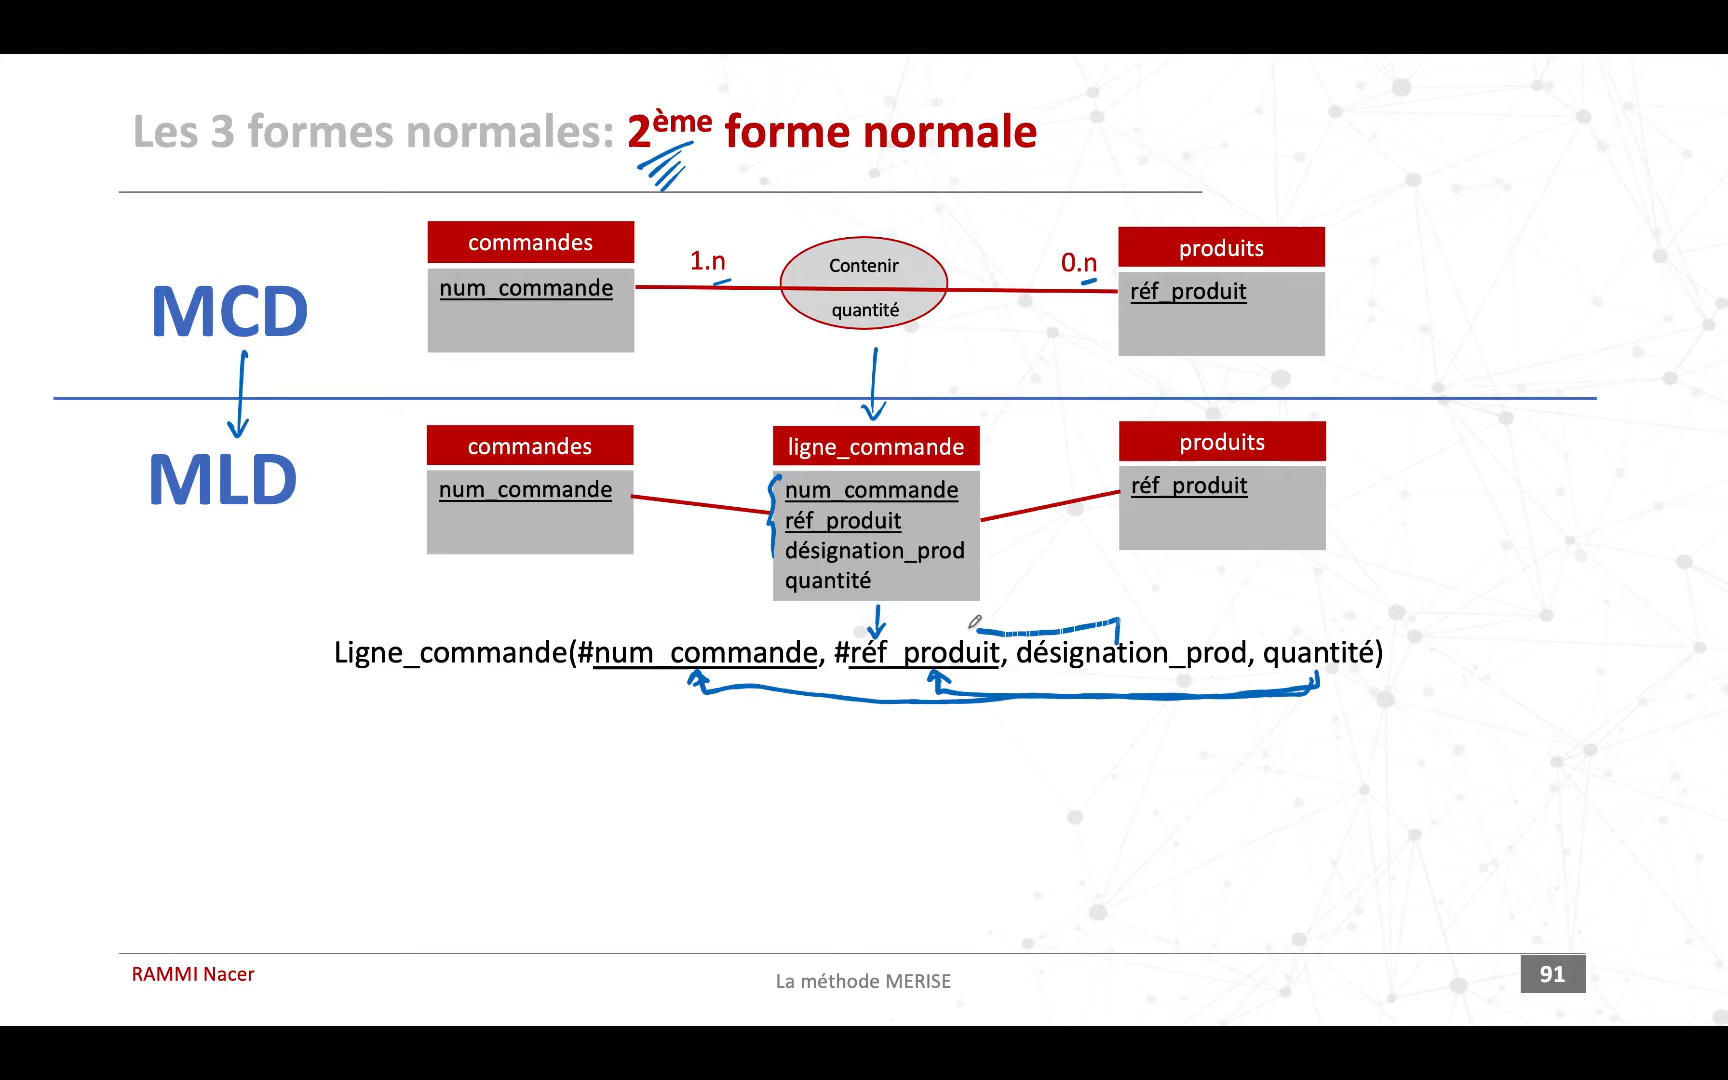 Les 3 formes normales: 2ème forme normale
MCD
commandes
num_commande
1.n
Contenir
quantité
0.n
produits
réf_produit
MLD
commandes
num_commande
ligne_commande
num_commande
réf_produit
désignation_prod
quantité
produits
réf_produit
Ligne_commande(#num_commande, #réf_produit, désignation_prod, quantité)
RAMMI Nacer
La méthode MERISE
91